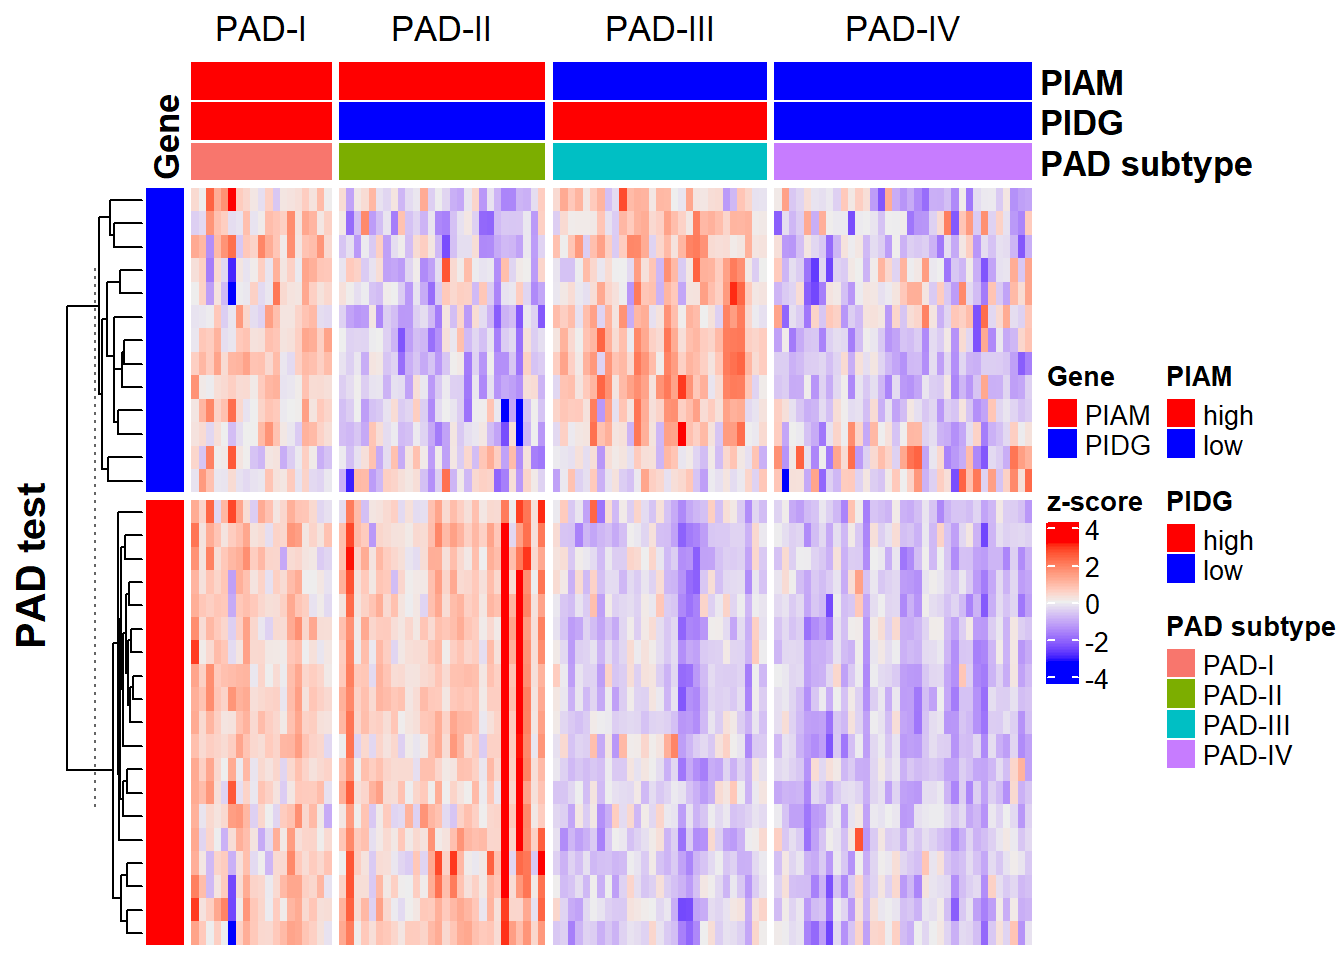 PAD-I PAD-II PAD-III PAD-IV
Gene
PIAM
PIDG
PAD subtype
PAD test
Gene
PIAM
PIDG
PIAM
high
low
z-score
4
2
0
-2
-4
PIDG
high
low
PAD subtype
PAD-I
PAD-II
PAD-III
PAD-IV